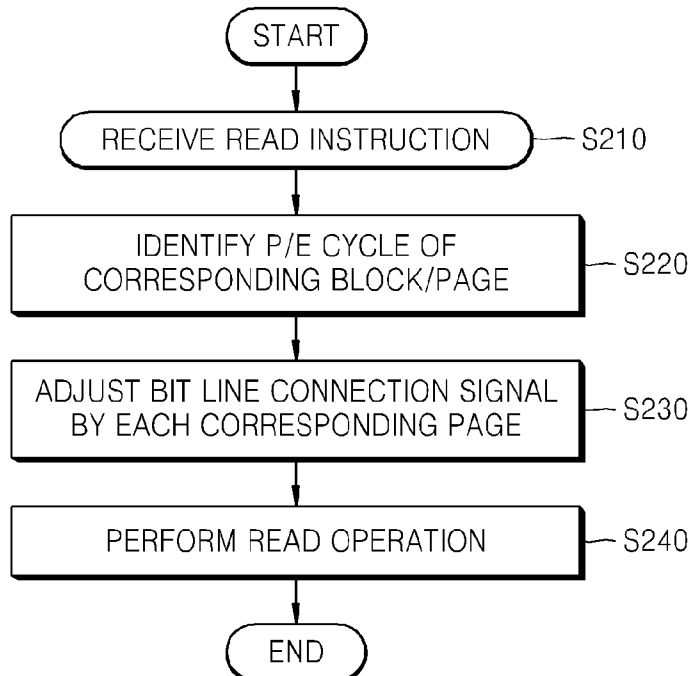 START
RECEIVE READ INSTRUCTION
S210
IDENTIFY P/E CYCLE OF
CORRESPONDING BLOCK/PAGE
S220
ADJUST BIT LINE CONNECTION SIGNAL
BY EACH CORRESPONDING PAGE
S230
PERFORM READ OPERATION
S240
END